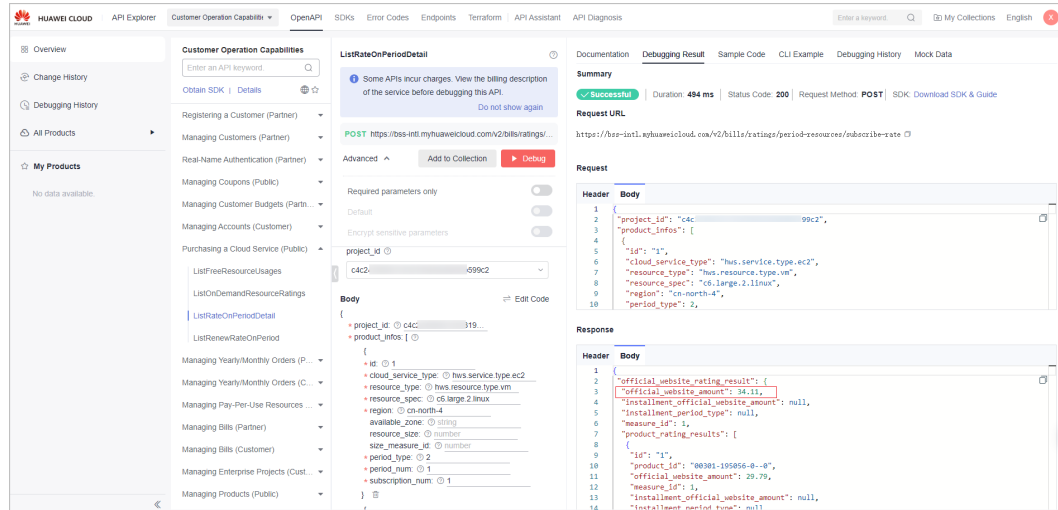 HUAWEI
HUAWEI CLOUD
API Explorer
Customer Operation Capabiliti
OpenAPI
SDKs
Error Codes
Endpoints
Terraform
API Assistant
API Diagnosis
Enter a keyword.
My Collections
English
X
Overview
Change History
Debugging History
All Products
My Products
No data available.
Customer Operation Capabilities
Enter an API keyword.
Obtain SDK | Details
Registering a Customer (Partner)
Managing Customers (Partner)
Real-Name Authentication (Partner)
Managing Coupons (Public)
Managing Customer Budgets (Partn...
Managing Accounts (Customer)
Purchasing a Cloud Service (Public)
ListFreeResourceUsages
ListOnDemandResourceRatings
ListRateOnPeriodDetail
ListRenewRateOnPeriod
Managing Yearly/Monthly Orders (P...
Managing Yearly/Monthly Orders (C...
Managing Pay-Per-Use Resources ...
Managing Bills (Partner)
Managing Bills (Customer)
Managing Enterprise Projects (Cust...
Managing Products (Public)
ListRateOnPeriodDetail
Some APIs incur charges. View the billing description
of the service before debugging this API.
Do not show again
POST https://bss-intl.myhuaweicloud.com/v2/bills/ratings/...
Advanced
Add to Collection
Debug
Required parameters only
Default
Encrypt sensitive parameters
project_id
c4c2 599c2
Body
Edit Code
{
* project_id: c4c2 319...
* product_infos: [
{
* id: 1
* cloud_service_type: hws.service.type.ec2
* resource_type: hws.resource.type.vm
* resource_spec: c6.large.2.linux
* region: cn-north-4
available_zone: string
resource_size: number
size_measure_id: number
* period_type: 2
* period_num: 1
* subscription_num: 1
}
{
Documentation
Debugging Result
Sample Code
CLI Example
Debugging History
Mock Data
Summary
Successful | Duration: 494 ms | Status Code: 200 | Request Method: POST | SDK: Download SDK & Guide
Request URL
https://bss-intl.myhuaweicloud.com/v2/bills/ratings/period-resources/subscribe-rate
Request
Header Body
1 {
2 "project_id": "c4c 99c2",
3 "product_infos": [
4 {
5 "id": "1",
6 "cloud_service_type": "hws.service.type.ec2",
7 "resource_type": "hws.resource.type.vm",
8 "resource_spec": "c6.large.2.linux",
9 "region": "cn-north-4",
10 "period_type": 2,
Response
Header Body
1 {
2 "official_website_rating_result": {
3 "official_website_amount": 34.11,
4 "installment_official_website_amount": null,
5 "installment_period_type": null,
6 "measure_id": 1,
7 "product_rating_results": [
8 {
9 "id": "1",
10 "product_id": "00301-195056-0--0",
11 "official_website_amount": 29.79,
12 "measure_id": 1,
13 "installment_official_website_amount": null,
14 "installment_period_type": null,